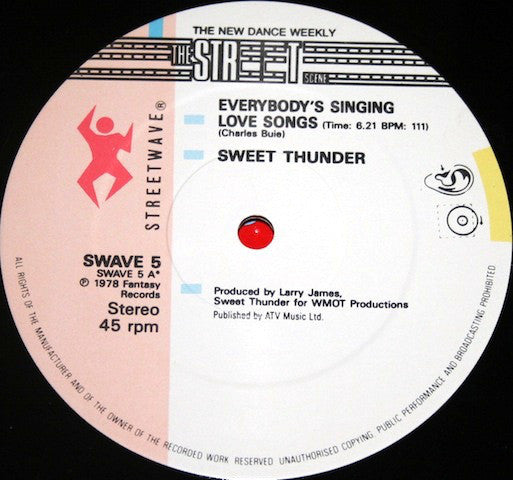 THE NEW DANCE WEEKLY
THE STREET SCENE
EVERYBODY'S SINGING
LOVE SONGS (Time: 6.21 BPM: 111)
(Charles Buie)
SWEET THUNDER
STREETWAVE®
SWAVE 5
SWAVE 5 A*
℗ 1978 Fantasy
Records
Stereo
45 rpm
Produced by Larry James,
Sweet Thunder for WMOT Productions
Published by ATV Music Ltd.
ALL RIGHTS OF THE MANUFACTURER AND OF THE OWNER OF THE RECORDED WORK RESERVED UNAUTHORISED COPYING, PUBLIC PERFORMANCE AND BROADCASTING PROHIBITED